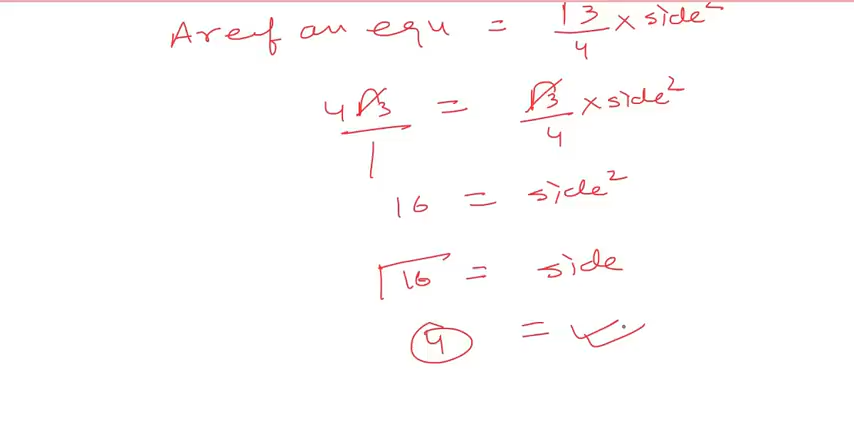 Area of an equ = √3/4 × side²
4√3/1 = √3/4 × side²
16 = side²
√16 = side
4 =